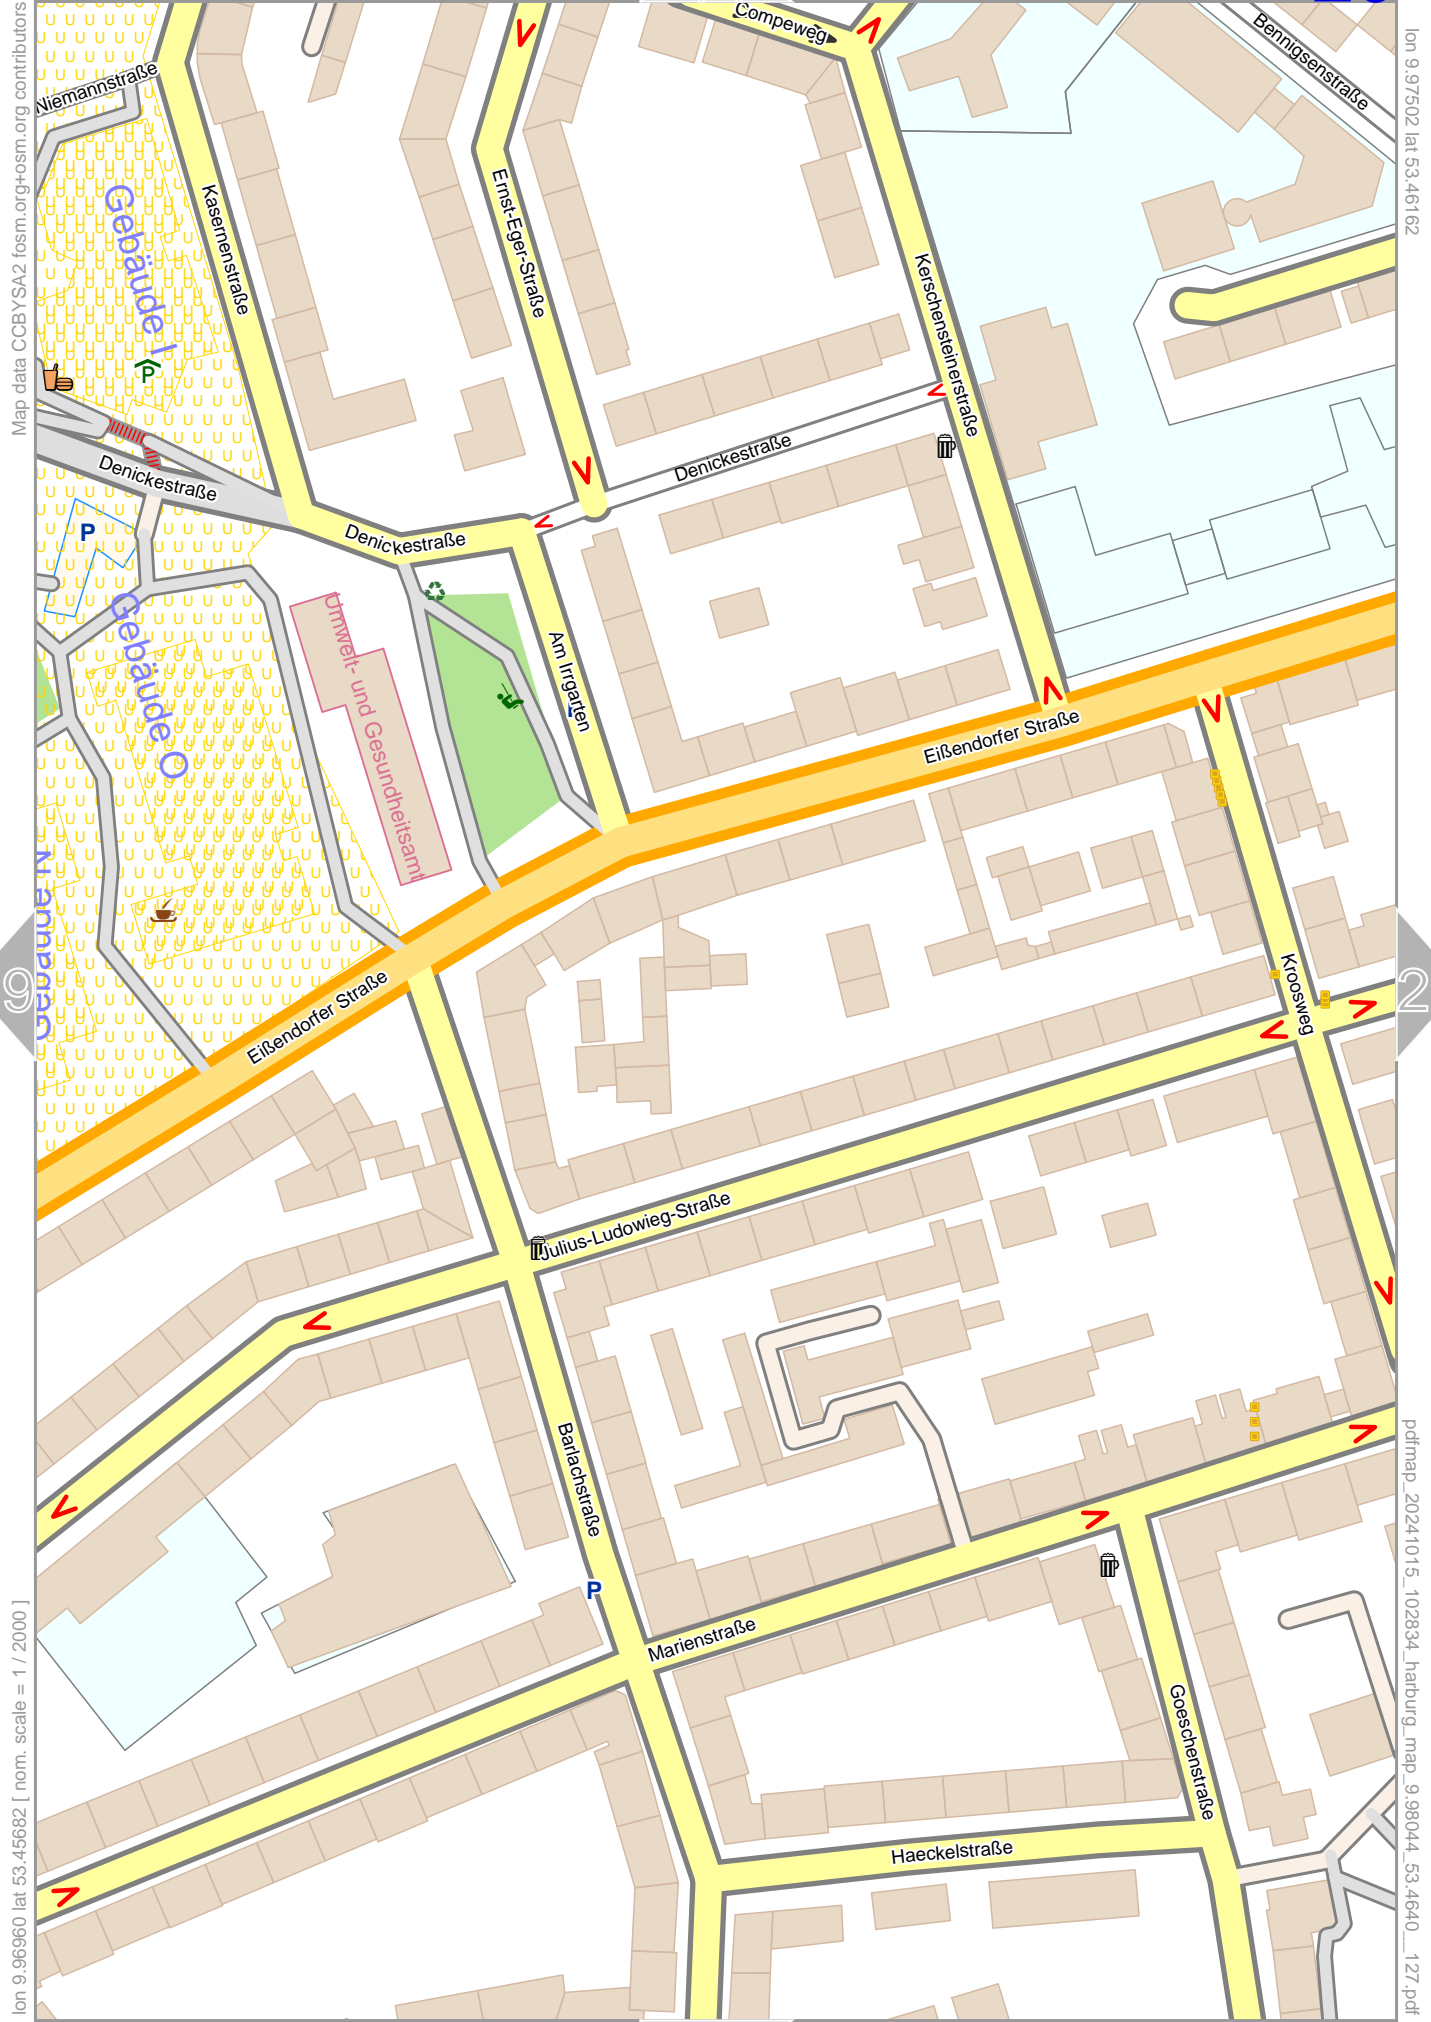 Compeweg
Bennigsenstraße
Niemannstraße
Gebäude I
Kasernenstraße
Ernst-Eger-Straße
Kerschensteinerstraße
P
Denickestraße
Denickestraße
Denickestraße
P
Gebäude O
Umwelt- und Gesundheitsamt
Am Irrgarten
Eißendorfer Straße
Gebäude N
Eißendorfer Straße
Kroosweg
9
2
Julius-Ludowieg-Straße
Barlachstraße
P
Marienstraße
Goeschenstraße
Haeckelstraße
Map data CCBYSA2 fosm.org+osm.org contributors
lon 9.96960 lat 53.45682 [ nom. scale = 1 / 2000 ]
lon 9.97502 lat 53.46162
pdfmap_20241015_102834_harburg_map_9.98044_53.4640__127.pdf